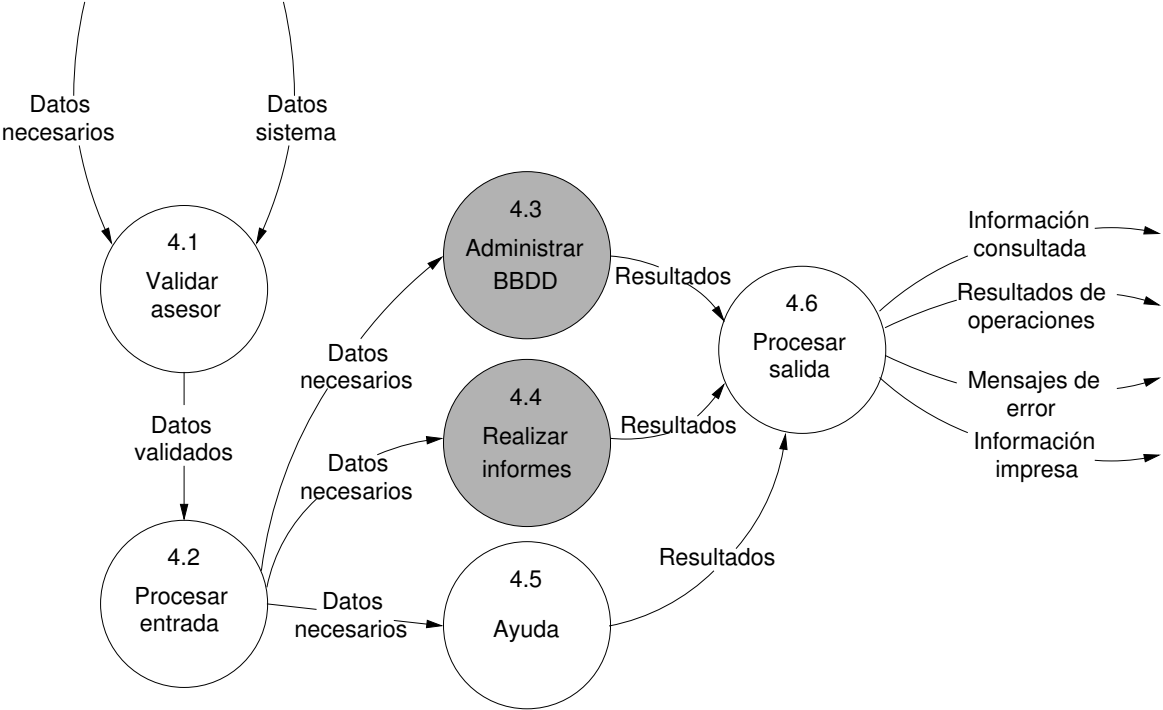 Datos
necesarios
Datos
sistema
4.1
Validar
asesor
Datos
validados
4.2
Procesar
entrada
Datos
necesarios
Datos
necesarios
Datos
necesarios
4.3
Administrar
BBDD
4.4
Realizar
informes
4.5
Ayuda
Resultados
Resultados
Resultados
4.6
Procesar
salida
Información
consultada
Resultados de
operaciones
Mensajes de
error
Información
impresa